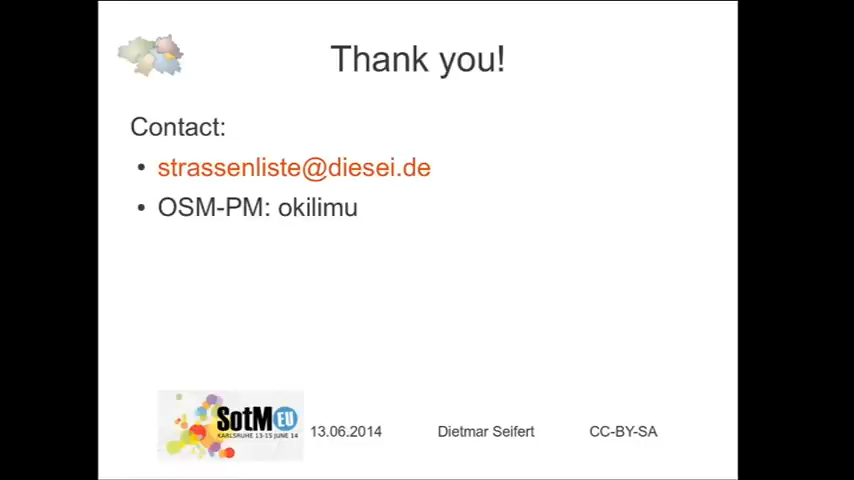 Thank you!
Contact:
• strassenliste@diesei.de
• OSM-PM: okilimu
SotM EU
KARLSRUHE 13-15 JUNE 14
13.06.2014 Dietmar Seifert CC-BY-SA